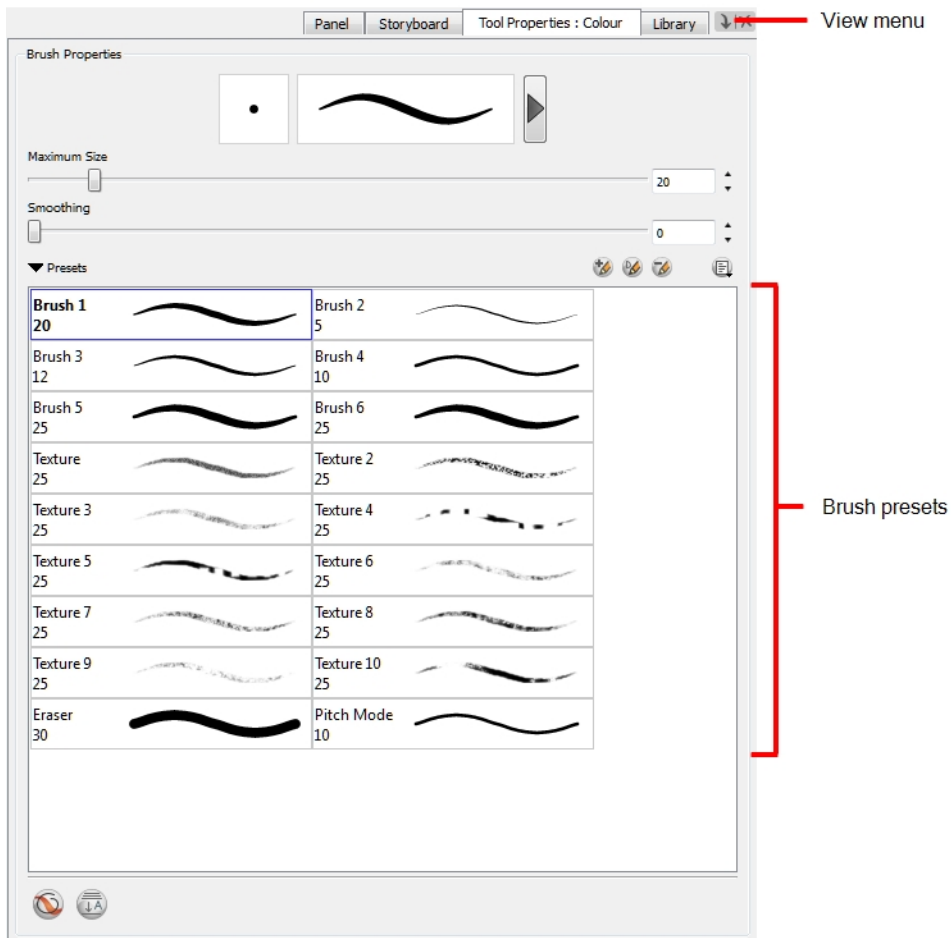 Panel Storyboard Tool Properties : Colour Library View menu
Brush Properties
Maximum Size
20
Smoothing
0
Presets
Brush 1 Brush 2
20 5
Brush 3 Brush 4
12 10
Brush 5 Brush 6
25 25
Texture Texture 2
25 25
Texture 3 Texture 4
25 25
Brush presets
Texture 5 Texture 6
25 25
Texture 7 Texture 8
25 25
Texture 9 Texture 10
25 25
Eraser Pitch Mode
30 10
A